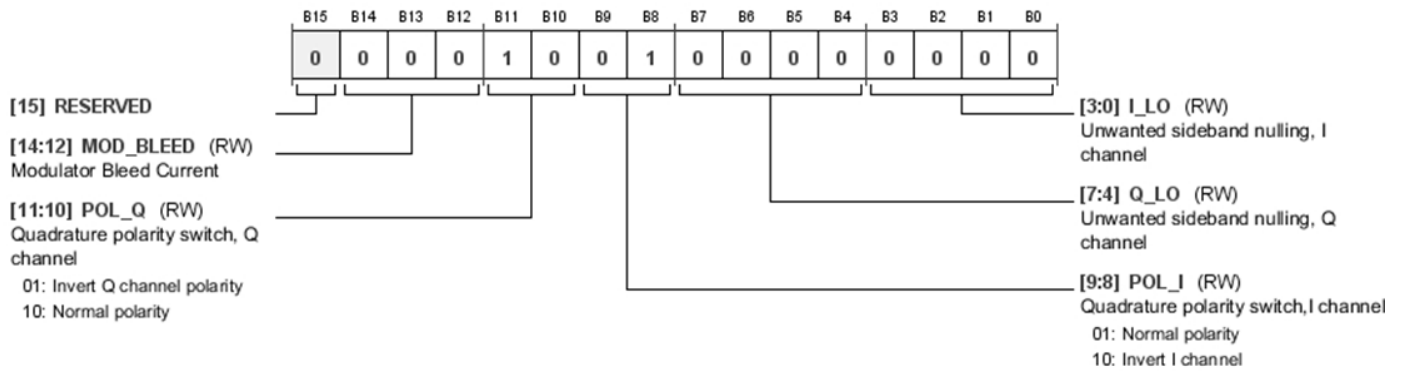 B15 B14 B13 B12 B11 B10 B9 B8 B7 B6 B5 B4 B3 B2 B1 B0
0 0 0 0 1 0 0 1 0 0 0 0 0 0 0 0
[15] RESERVED
[14:12] MOD_BLEED (RW)
Modulator Bleed Current
[11:10] POL_Q (RW)
Quadrature polarity switch, Q
channel
01: Invert Q channel polarity
10: Normal polarity
[3:0] I_LO (RW)
Unwanted sideband nulling, I
channel
[7:4] Q_LO (RW)
Unwanted sideband nulling, Q
channel
[9:8] POL_I (RW)
Quadrature polarity switch,I channel
01: Normal polarity
10: Invert I channel